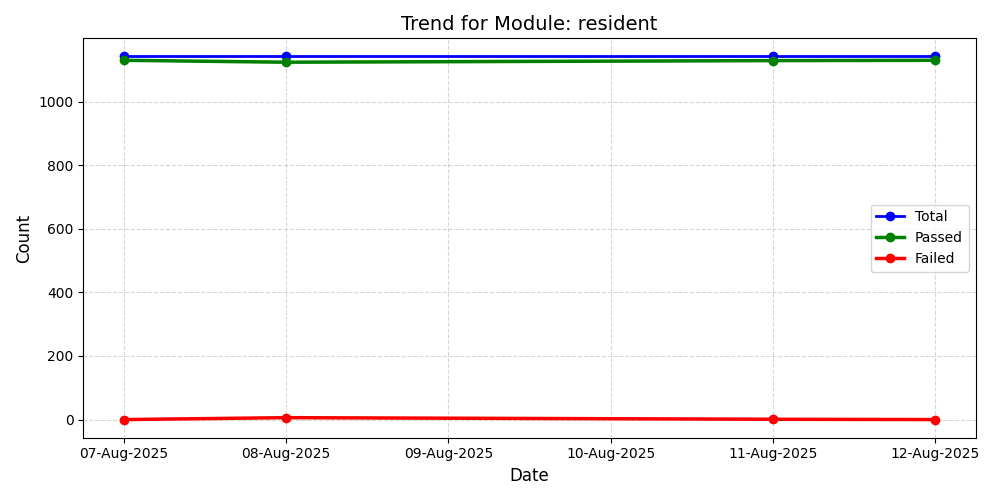 Trend for Module: resident
Count
1000
800
600
400
200
0
Total
Passed
Failed
07-Aug-2025 08-Aug-2025 09-Aug-2025 10-Aug-2025 11-Aug-2025 12-Aug-2025
Date